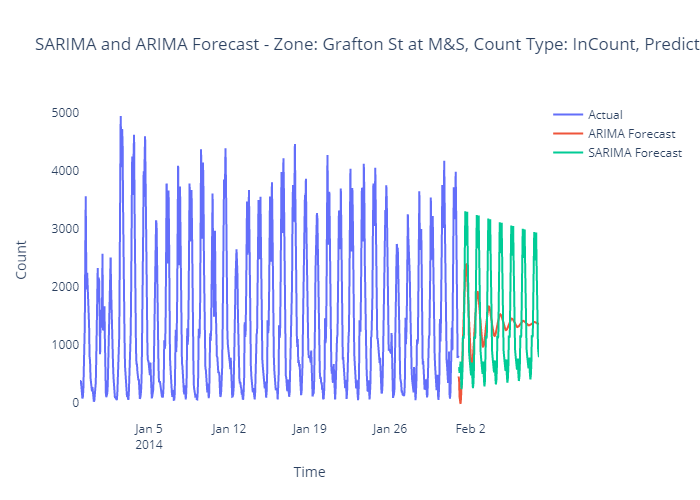 SARIMA and ARIMA Forecast - Zone: Grafton St at M&S, Count Type: InCount, Predict
5000
4000
3000
2000
1000
0
Count
Jan 5
2014
Jan 12
Jan 19
Jan 26
Feb 2
Time
Actual
ARIMA Forecast
SARIMA Forecast